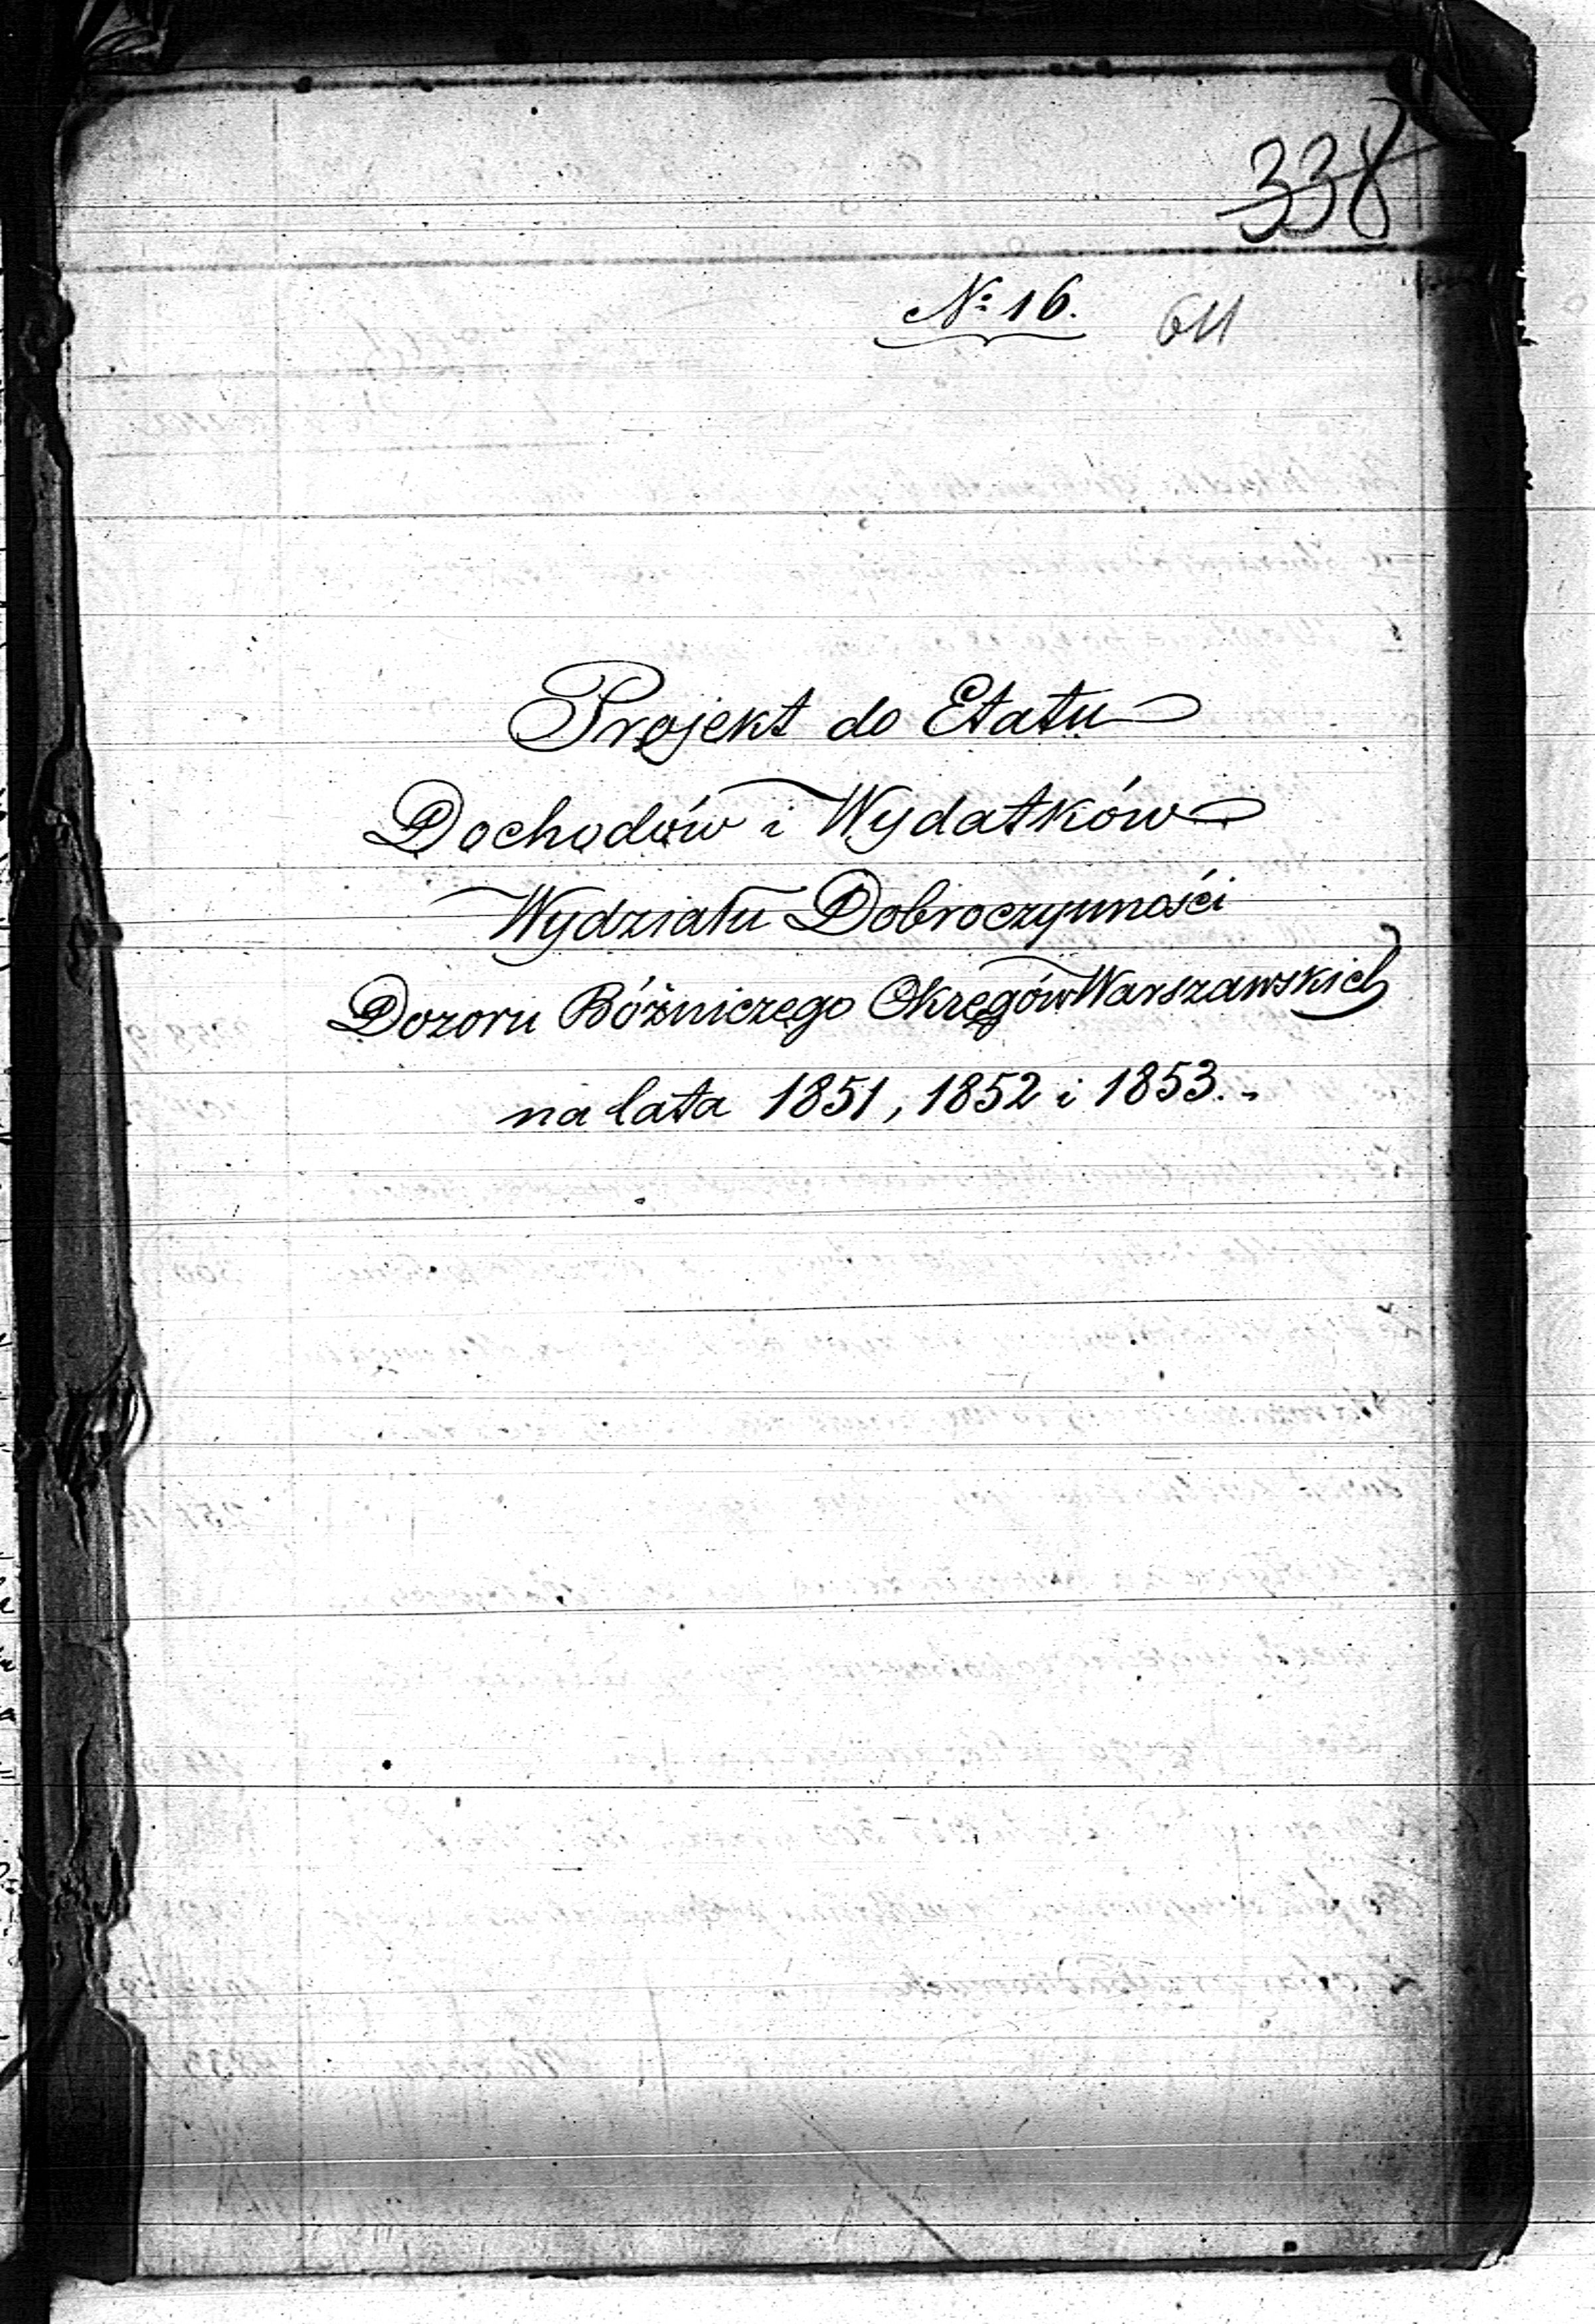 338
№ 16.
611
Projekt do Etatu
Dochodów i Wydatków
Wydziału Dobroczynności
Dozoru Bóżniczego Okręgów Warszawskich
na lata 1851, 1852 i 1853.